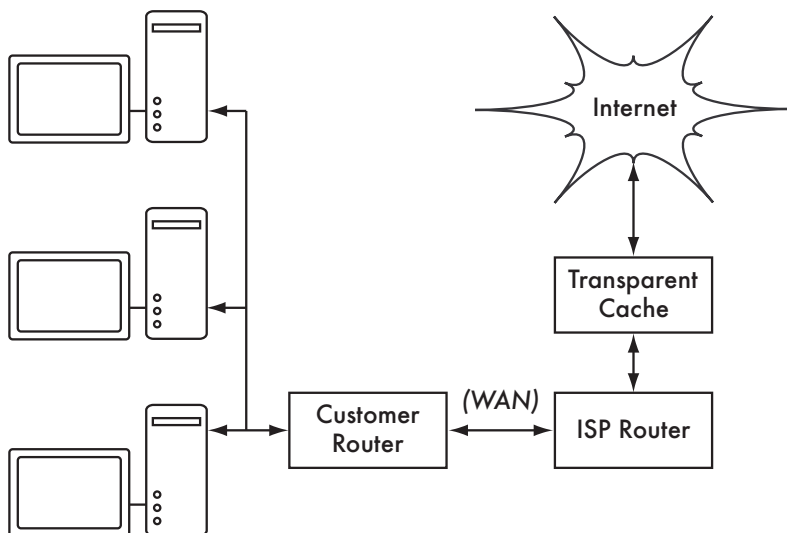 Internet
Transparent
Cache
(WAN)
Customer
Router
ISP Router